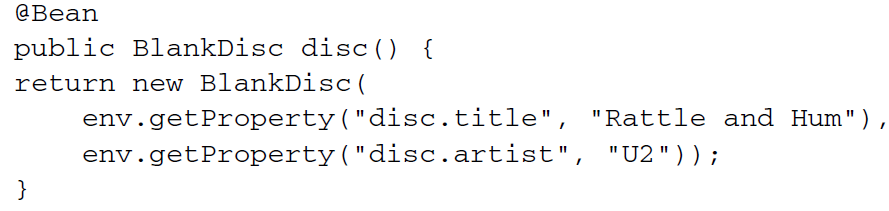 @Bean
public BlankDisc disc() {
return new BlankDisc(
    env.getProperty("disc.title", "Rattle and Hum"),
    env.getProperty("disc.artist", "U2"));
}